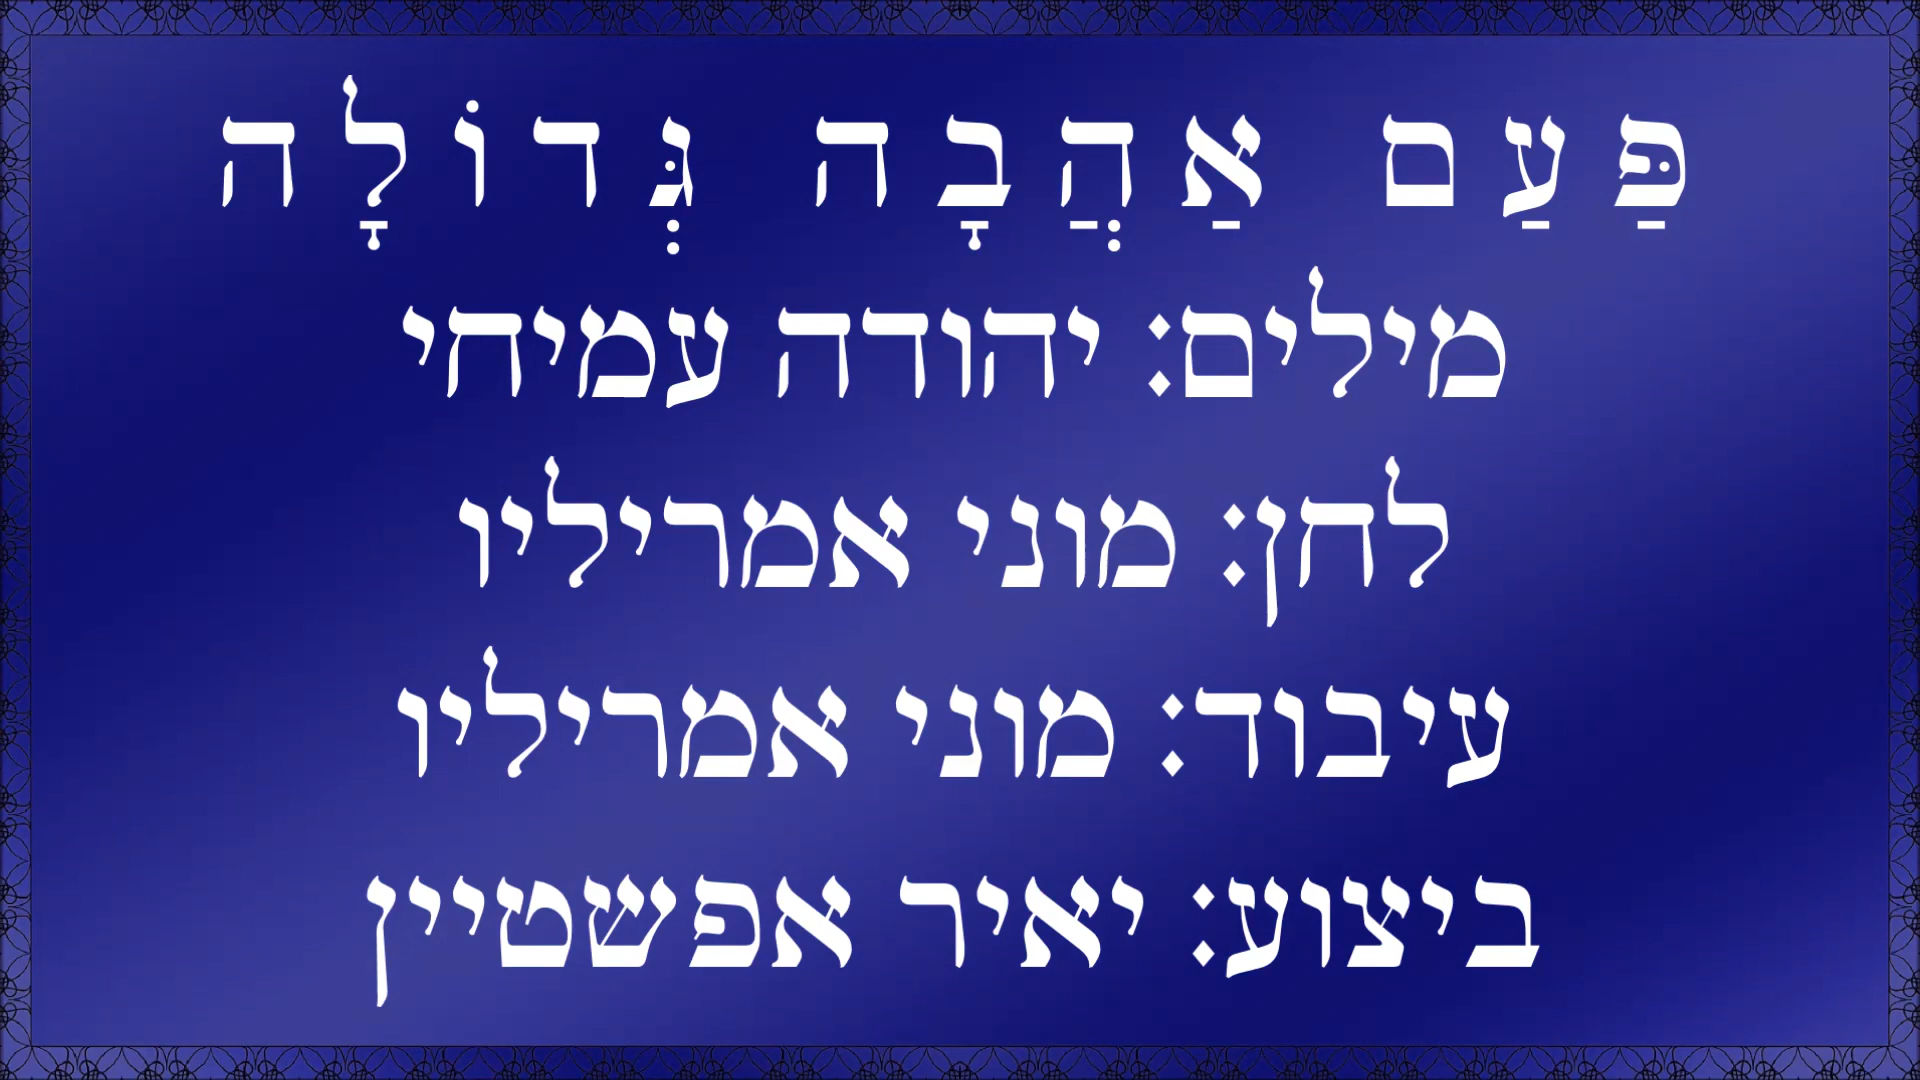 פַּעַם אַהֲבָה גְּדוֹלָה
מילים: יהודה עמיחי
לחן: מוני אמריליו
עיבוד: מוני אמריליו
ביצוע: יאיר אפשטיין